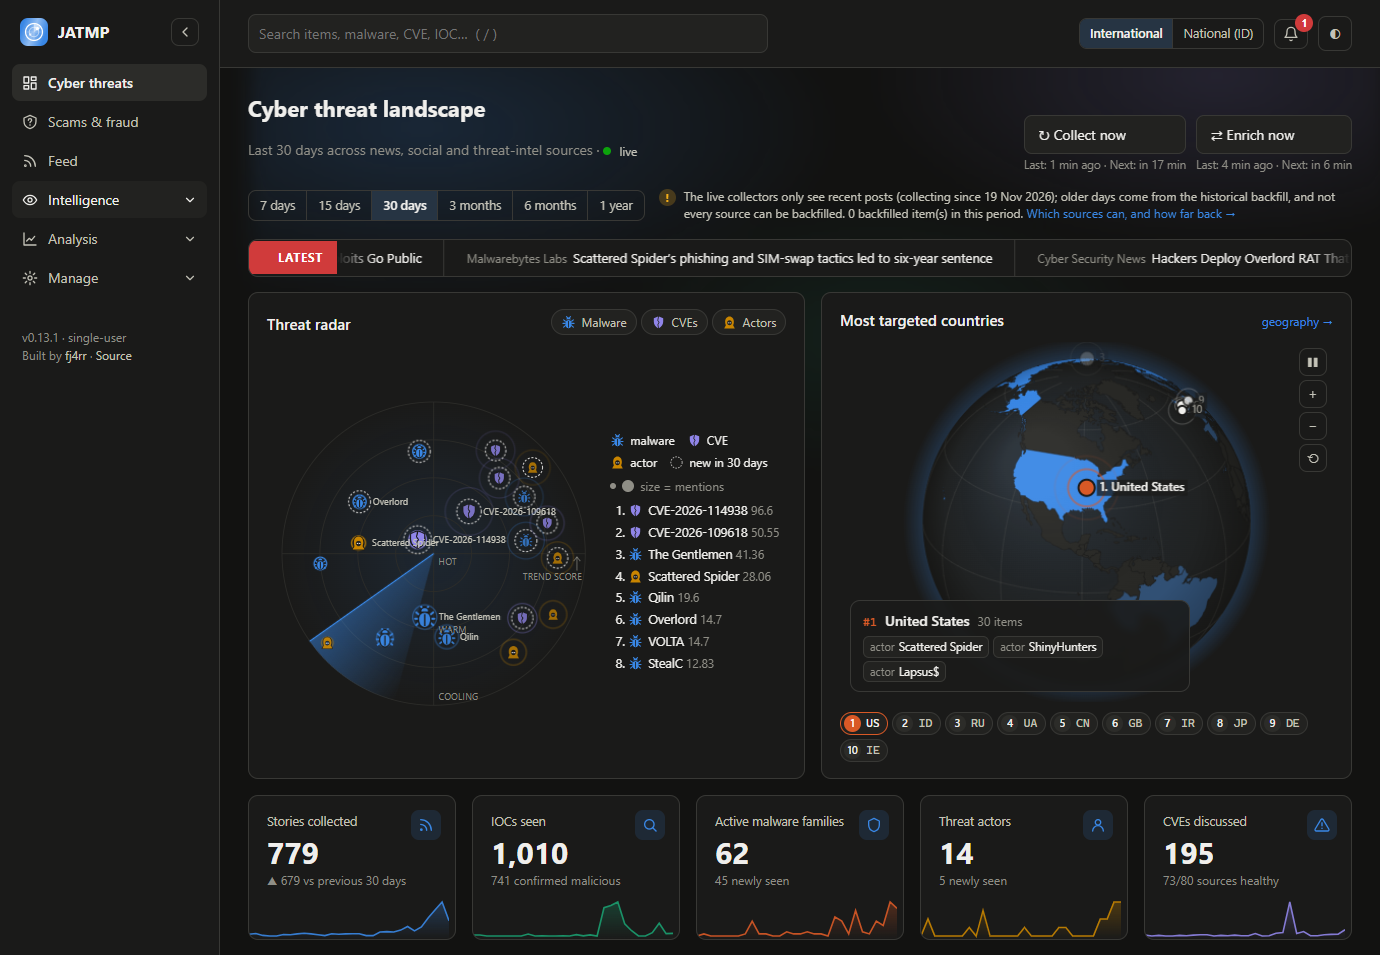 JATMP
Cyber threats
Scams & fraud
Feed
Intelligence
Analysis
Manage
v0.13.1 · single-user
Built by fj4rr · Source
Search items, malware, CVE, IOC... ( / )
International
National (ID)
1
Cyber threat landscape
Last 30 days across news, social and threat-intel sources · live
↻ Collect now
⇄ Enrich now
Last: 1 min ago · Next: in 17 min
Last: 4 min ago · Next: in 6 min
7 days
15 days
30 days
3 months
6 months
1 year
! The live collectors only see recent posts (collecting since 19 Nov 2026); older days come from the historical backfill, and not
every source can be backfilled. 0 backfilled item(s) in this period. Which sources can, and how far back →
LATEST
loits Go Public
Malwarebytes Labs Scattered Spider's phishing and SIM-swap tactics led to six-year sentence
Cyber Security News Hackers Deploy Overlord RAT That
Threat radar
Malware
CVEs
Actors
Overlord
CVE-2026-109618
Scattered Spider
CVE-2026-114938
HOT
TREND SCORE
The Gentlemen
WARM
Qilin
COOLING
malware
CVE
actor
new in 30 days
size = mentions
1. CVE-2026-114938 96.6
2. CVE-2026-109618 50.55
3. The Gentlemen 41.36
4. Scattered Spider 28.06
5. Qilin 19.6
6. Overlord 14.7
7. VOLTA 14.7
8. StealC 12.83
Most targeted countries
geography →
9
10
1. United States
+
−
#1 United States 30 items
actor Scattered Spider
actor ShinyHunters
actor Lapsus$
1 US
2 ID
3 RU
4 UA
5 CN
6 GB
7 IR
8 JP
9 DE
10 IE
Stories collected
779
▲ 679 vs previous 30 days
IOCs seen
1,010
741 confirmed malicious
Active malware families
62
45 newly seen
Threat actors
14
5 newly seen
CVEs discussed
195
73/80 sources healthy